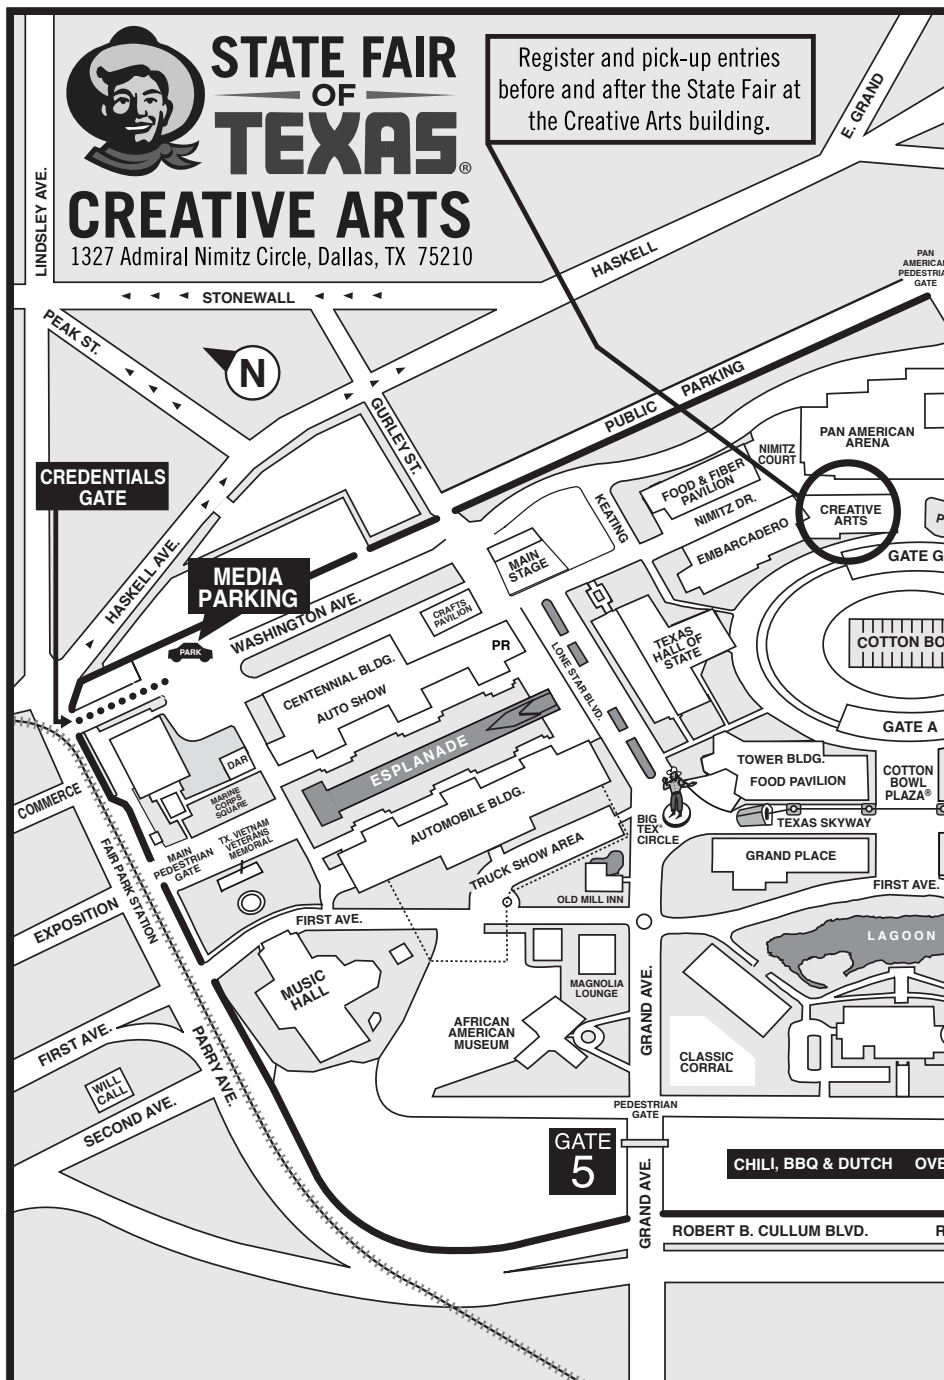 STATE FAIR
OF
TEXAS®
CREATIVE ARTS
1327 Admiral Nimitz Circle, Dallas, TX 75210
Register and pick-up entries
before and after the State Fair at
the Creative Arts building.
LINDSLEY AVE.
E. GRAND
HASKELL
STONEWALL
PEAK ST.
N
GURLEY ST.
PUBLIC PARKING
PAN
AMERICAN
PEDESTRIA
GATE
CREDENTIALS
GATE
HASKELL AVE.
MEDIA
PARKING
PARK
WASHINGTON AVE.
MAIN
STAGE
KEATING
FOOD & FIBER
PAVILION
NIMITZ DR.
NIMITZ
COURT
EMBARCADERO
PAN AMERICAN
ARENA
CREATIVE
ARTS
P
GATE G
COTTON BO
GATE A
CRAFTS
PAVILION
PR
CENTENNIAL BLDG.
AUTO SHOW
LONE STAR BLVD.
TEXAS
HALL OF
STATE
ESPLANADE
AUTOMOBILE BLDG.
TRUCK SHOW AREA
DAR
MARINE
CORPS
SQUARE
TX. VIETNAM
VETERANS
MEMORIAL
MAIN
PEDESTRIAN
GATE
COMMERCE
FAIR PARK STATION
EXPOSITION
BIG
TEX®
CIRCLE
TOWER BLDG.
FOOD PAVILION
COTTON
BOWL
PLAZA®
TEXAS SKYWAY
GRAND PLACE
FIRST AVE.
OLD MILL INN
FIRST AVE.
LAGOON
MUSIC
HALL
MAGNOLIA
LOUNGE
GRAND AVE.
AFRICAN
AMERICAN
MUSEUM
CLASSIC
CORRAL
FIRST AVE.
PARRY AVE.
WILL
CALL
SECOND AVE.
PEDESTRIAN
GATE
GATE
5
GRAND AVE.
CHILI, BBQ & DUTCH OVE
ROBERT B. CULLUM BLVD.
R